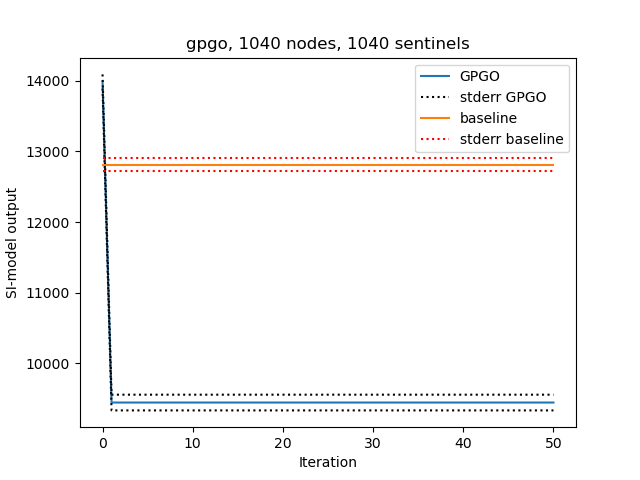 gpgo, 1040 nodes, 1040 sentinels
GPGO
stderr GPGO
baseline
stderr baseline
SI-model output
14000
13000
12000
11000
10000
0 10 20 30 40 50
Iteration